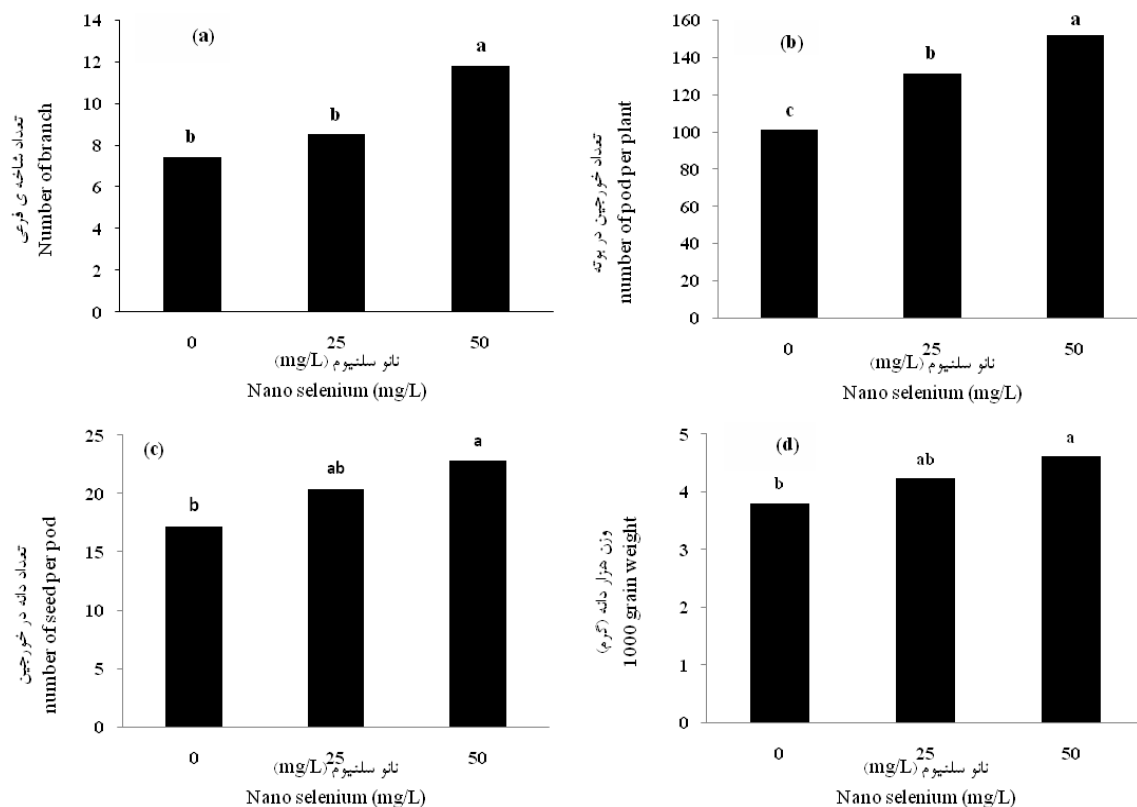 (a)
14
12
10
8
6
4
2
0
تعداد شاخه ی فرعی
Number of branch
b
b
a
0
25
50
نانو سلنیوم (mg/L)
Nano selenium (mg/L)
(b)
160
140
120
100
80
60
40
20
0
تعداد خورجین در بوته
number of pod per plant
c
b
a
0
25
50
نانو سلنیوم (mg/L)
Nano selenium (mg/L)
(c)
25
20
15
10
5
0
تعداد دانه در خورجین
number of seed per pod
b
ab
a
0
25
50
نانو سلنیوم (mg/L)
Nano selenium (mg/L)
(d)
5
4
3
2
1
0
وزن هزار دانه (گرم)
1000 grain weight
b
ab
a
0
25
50
نانو سلنیوم (mg/L)
Nano selenium (mg/L)